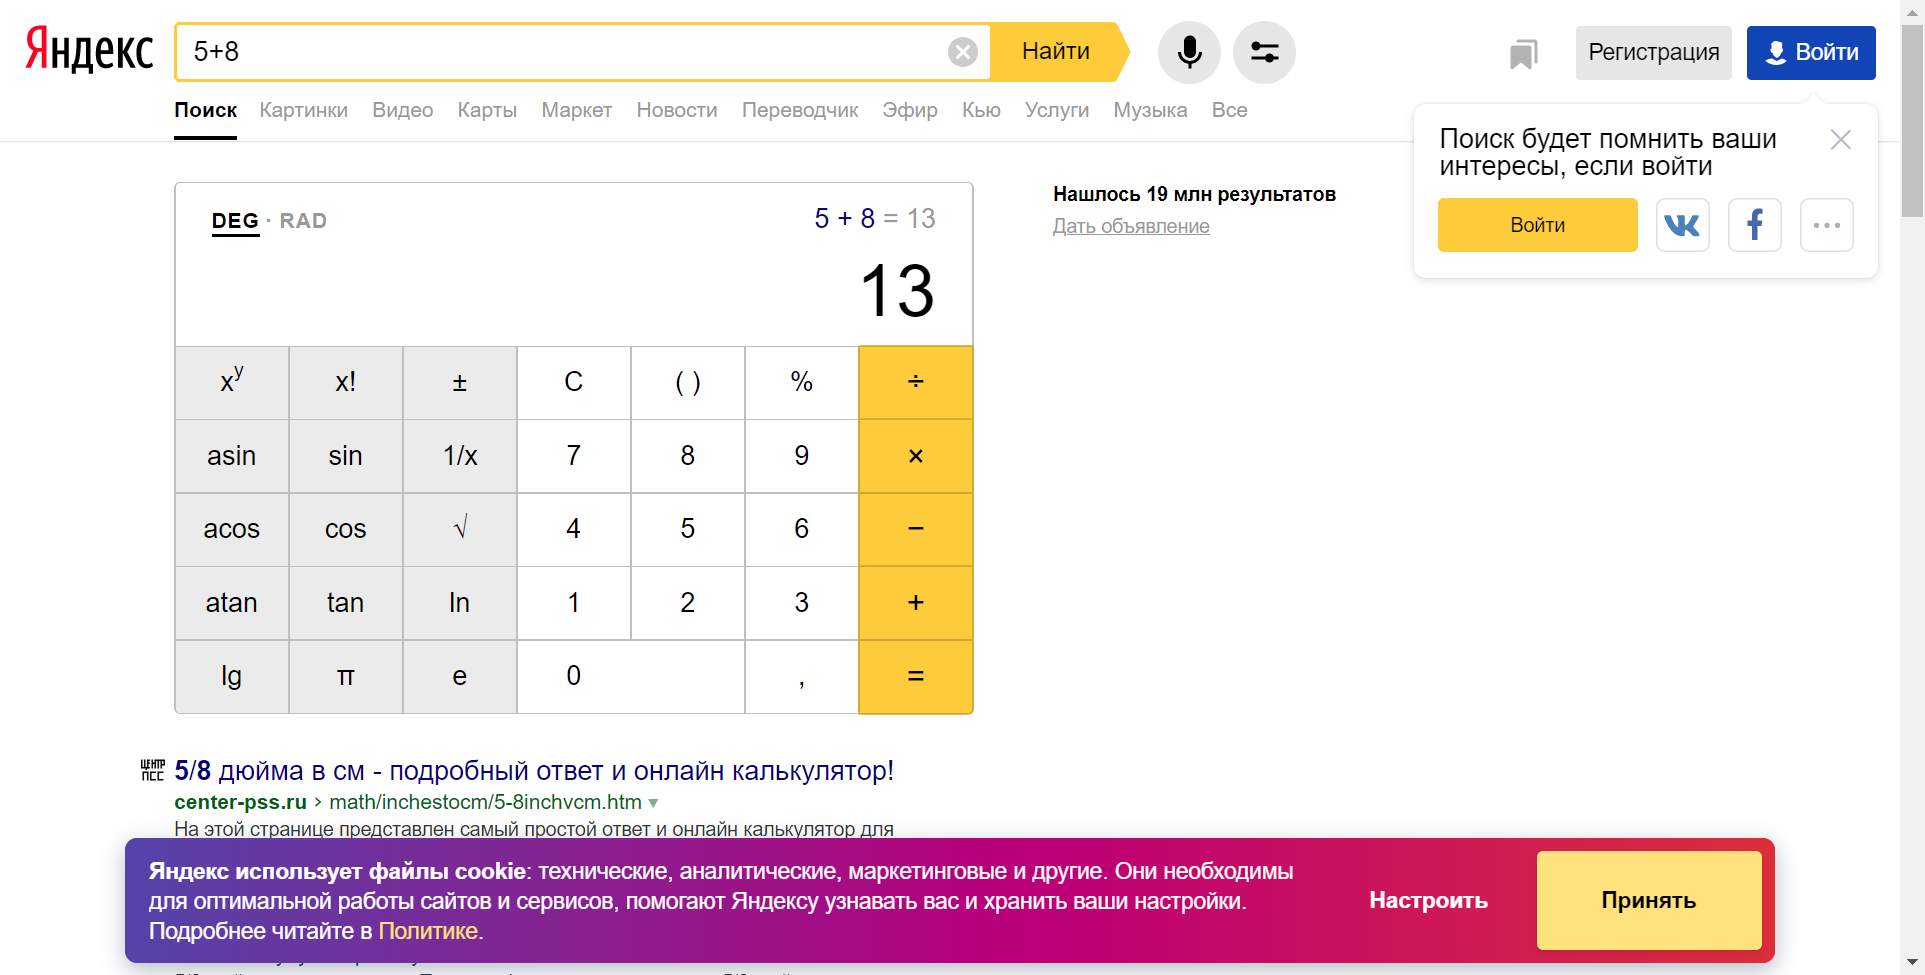 Яндекс
5+8
Найти
Регистрация
Войти
Поиск Картинки Видео Карты Маркет Новости Переводчик Эфир Кью Услуги Музыка Все
Поиск будет помнить ваши
интересы, если войти
Войти
DEG · RAD
5 + 8 = 13
13
Нашлось 19 млн результатов
Дать объявление
xʸ x! ± C ( ) % ÷
asin sin 1/x 7 8 9 ×
acos cos √ 4 5 6 −
atan tan ln 1 2 3 +
lg π e 0 , =
ЦЕНТР
ПСС
5/8 дюйма в см - подробный ответ и онлайн калькулятор!
center-pss.ru › math/inchestocm/5-8inchvcm.htm
На этой странице представлен самый простой ответ и онлайн калькулятор для
Яндекс использует файлы cookie: технические, аналитические, маркетинговые и другие. Они необходимы
для оптимальной работы сайтов и сервисов, помогают Яндексу узнавать вас и хранить ваши настройки.
Подробнее читайте в Политике.
Настроить
Принять